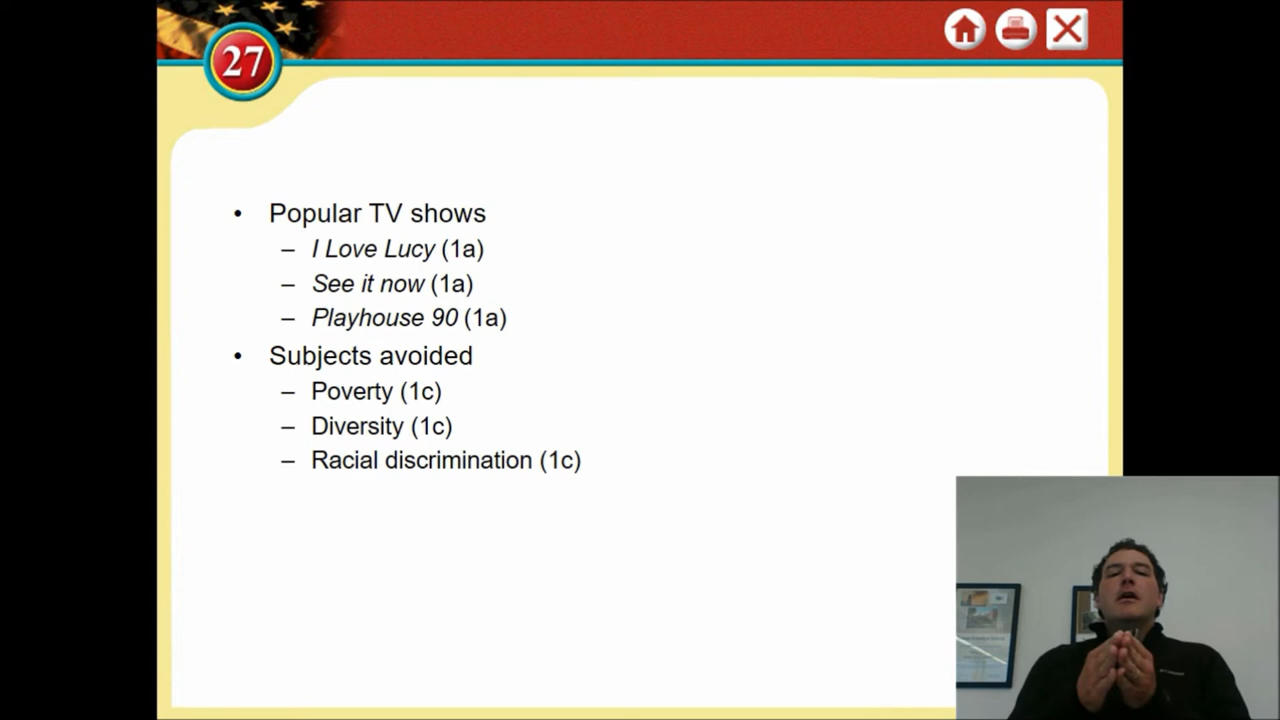 27
• Popular TV shows
– I Love Lucy (1a)
– See it now (1a)
– Playhouse 90 (1a)
• Subjects avoided
– Poverty (1c)
– Diversity (1c)
– Racial discrimination (1c)